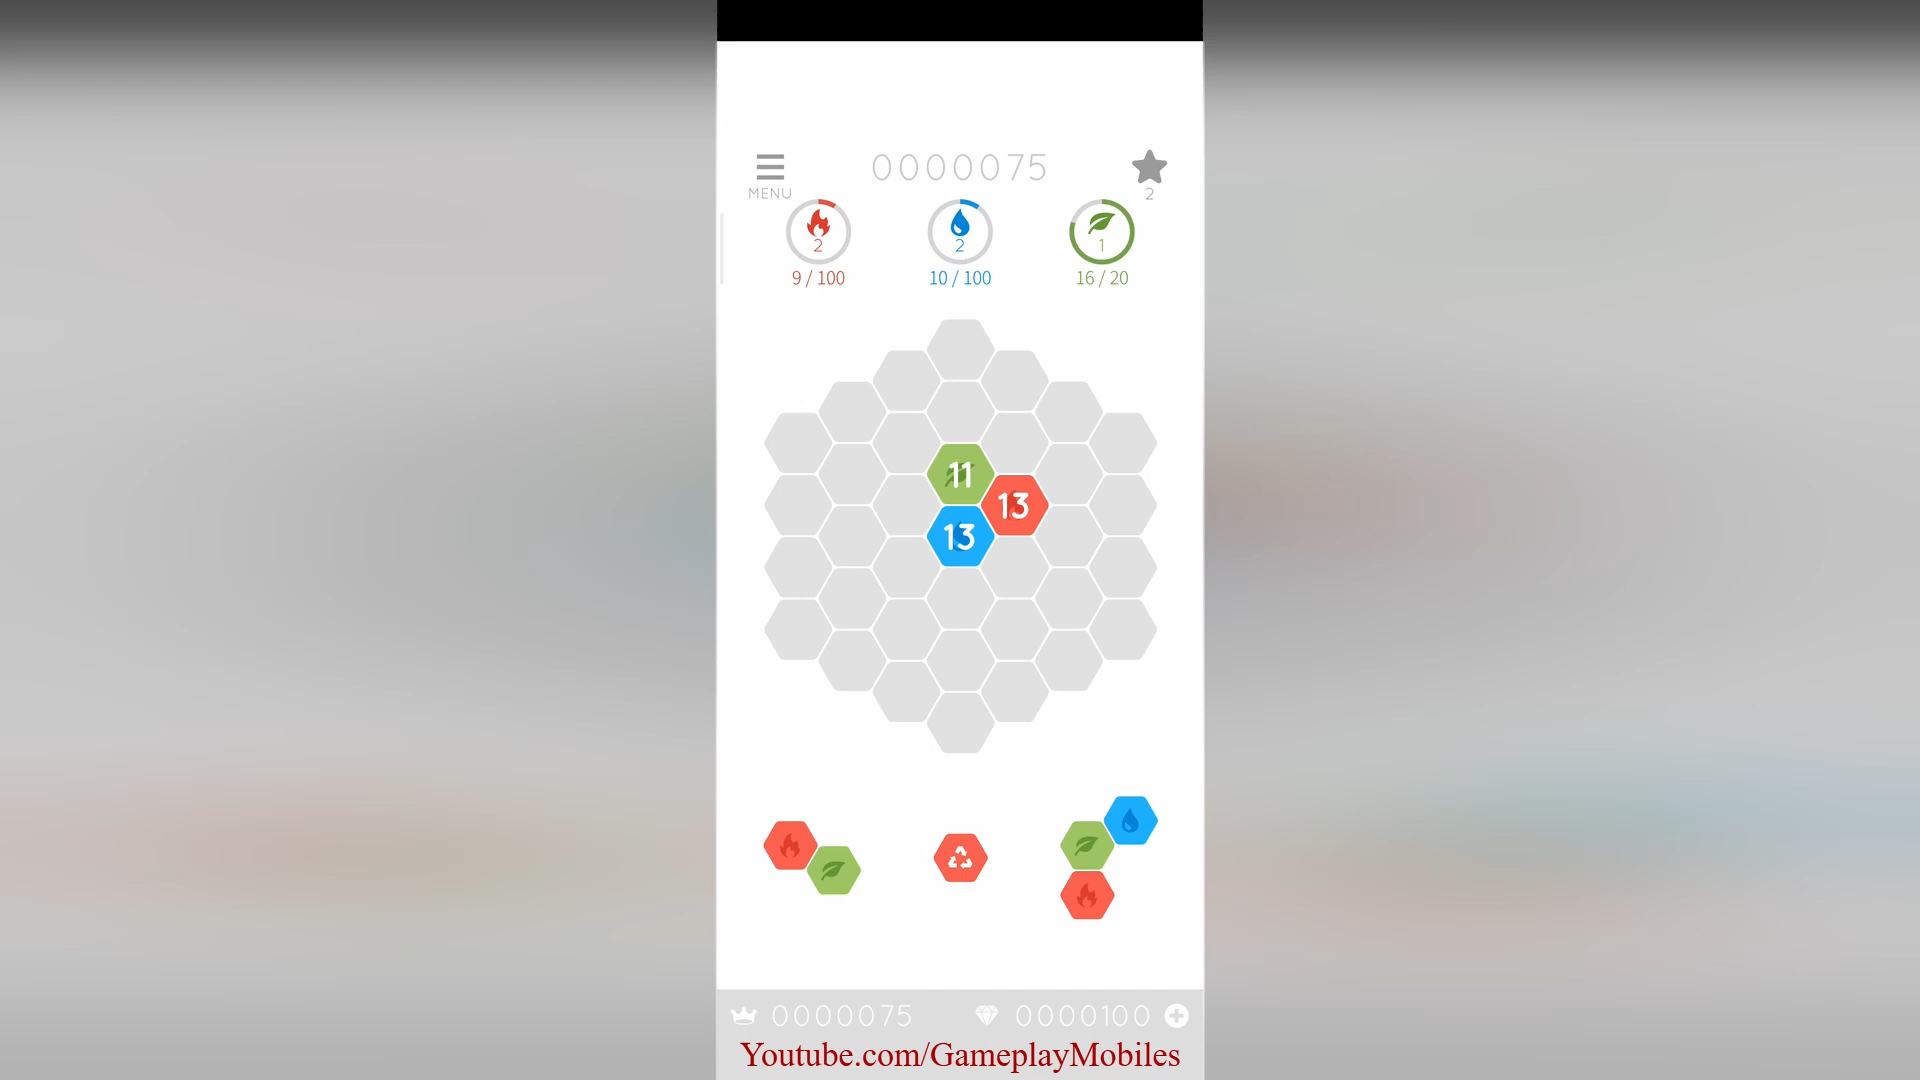 0000075
MENU
2
2
2
1
9 / 100
10 / 100
16 / 20
11
13
13
0000075
0000100
Youtube.com/GameplayMobiles